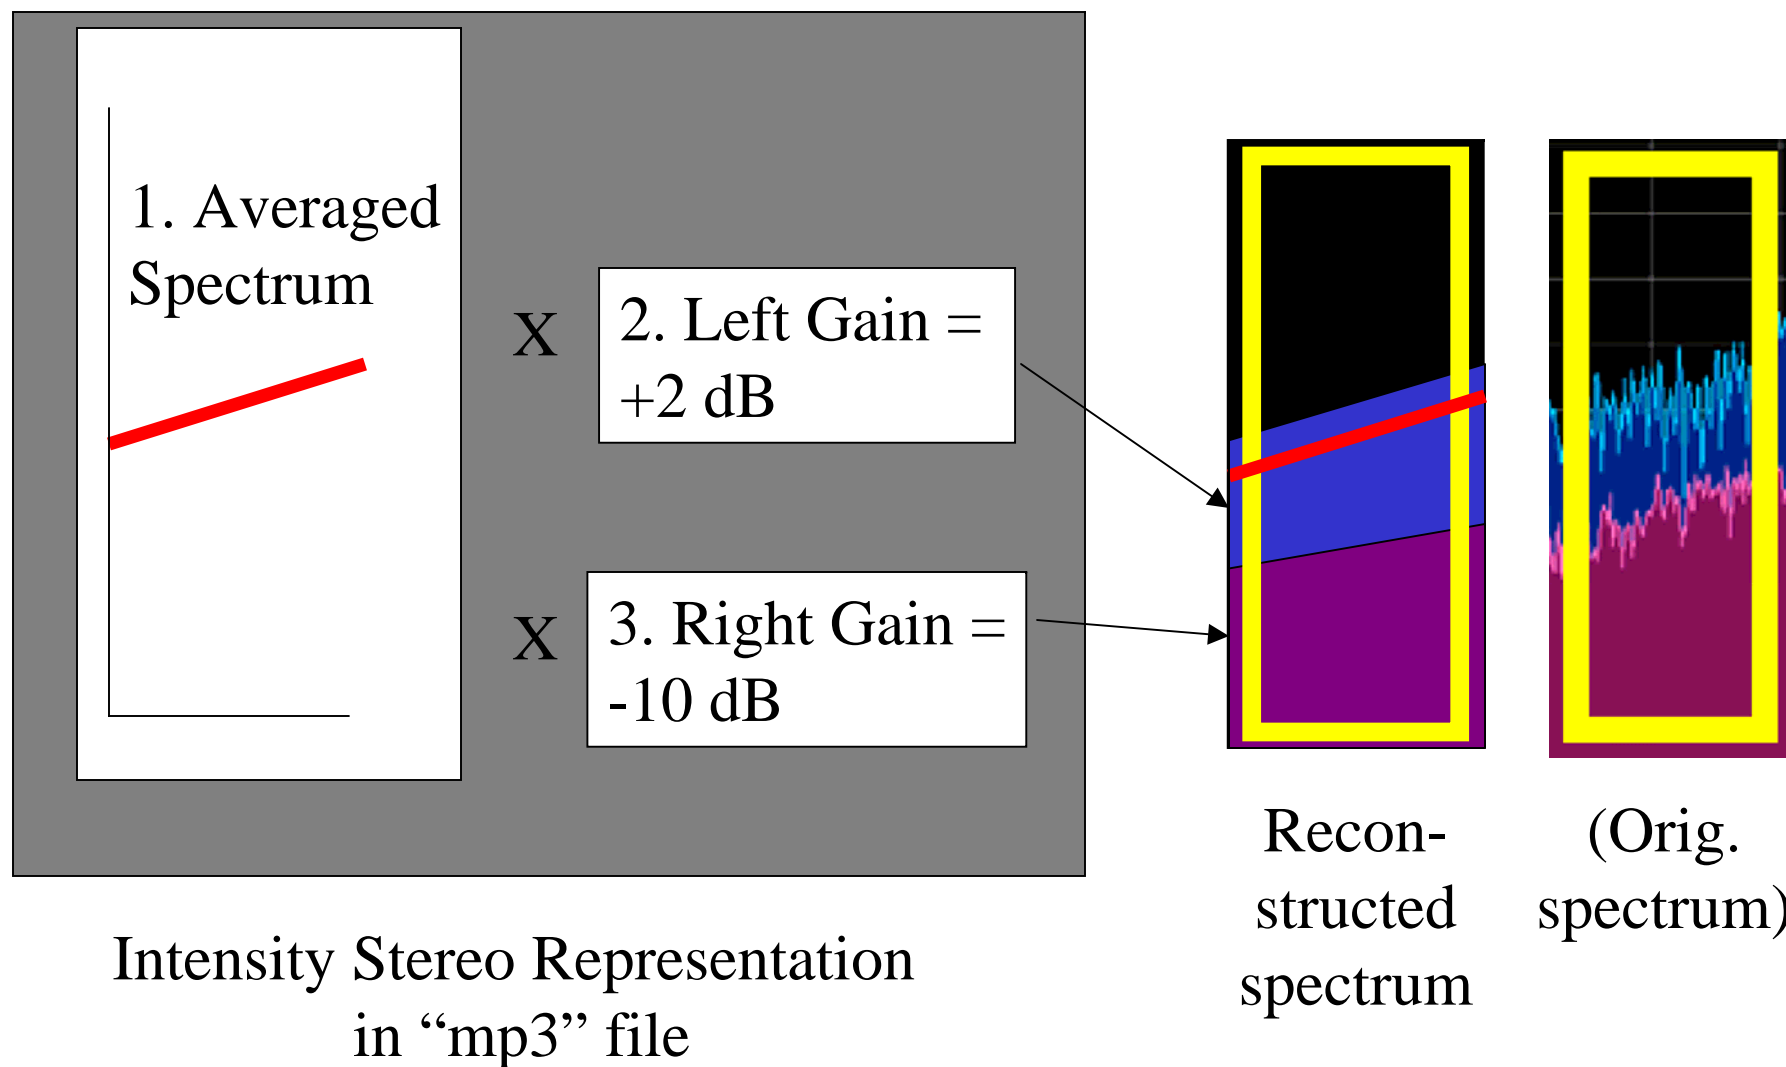 1. Averaged
Spectrum
X
2. Left Gain =
+2 dB
X
3. Right Gain =
-10 dB
Recon-
structed
spectrum
(Orig.
spectrum)
Intensity Stereo Representation
in “mp3” file